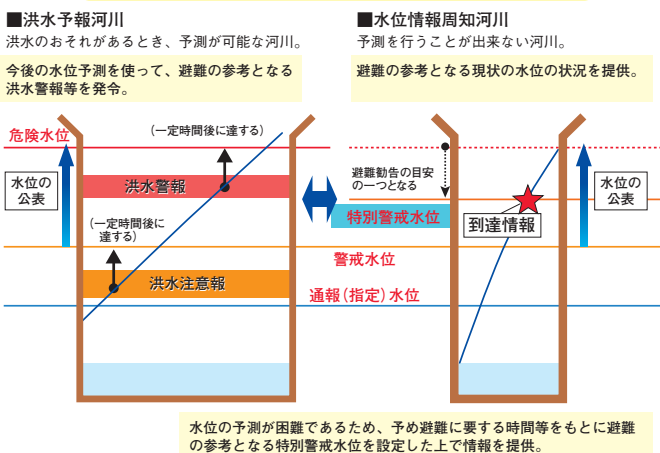 ■洪水予報河川
洪水のおそれがあるとき、予測が可能な河川。
今後の水位予測を使って、避難の参考となる
洪水警報等を発令。
■水位情報周知河川
予測を行うことが出来ない河川。
避難の参考となる現状の水位の状況を提供。
危険水位
(一定時間後に達する)
水位の
公表
洪水警報
(一定時間後に
達する)
洪水注意報
避難勧告の目安
の一つとなる
特別警戒水位
到達情報
水位の
公表
警戒水位
通報(指定)水位
水位の予測が困難であるため、予め避難に要する時間等をもとに避難
の参考となる特別警戒水位を設定した上で情報を提供。